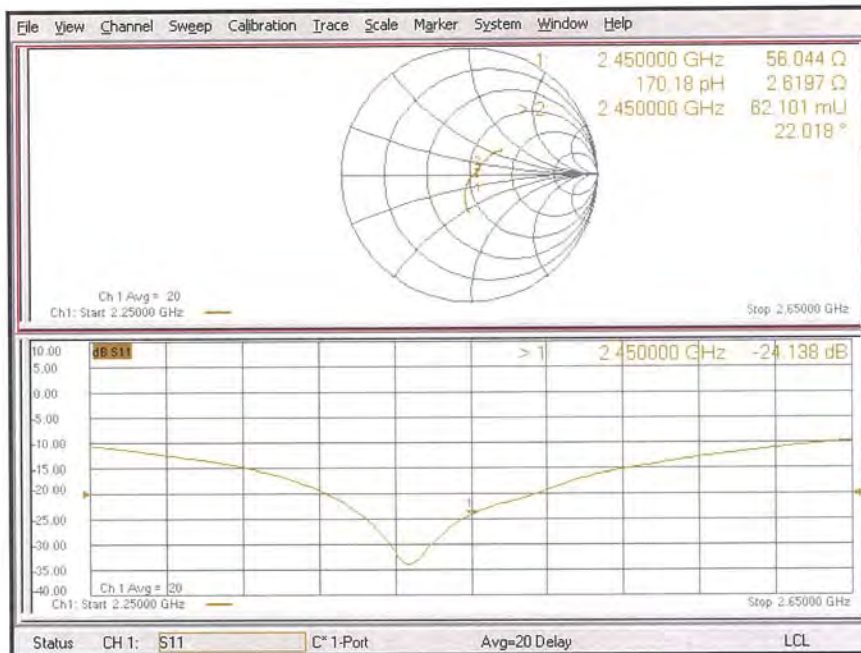 File View Channel Sweep Calibration Trace Scale Marker System Window Help
1: 2.450000 GHz 56.044 Ω
170.18 pH 2.6197 Ω
> 2: 2.450000 GHz 62.101 mU
22.018 °
Ch 1 Avg = 20
Ch1: Start 2.25000 GHz
Stop 2.65000 GHz
10.00 dB S11 > 1: 2.450000 GHz -24.138 dB
5.00
0.00
-5.00
-10.00
-15.00
-20.00
-25.00
1
-30.00
-35.00
-40.00
Ch 1 Avg = 20
Ch1: Start 2.25000 GHz
Stop 2.65000 GHz
Status CH 1: S11 C* 1-Port Avg=20 Delay LCL